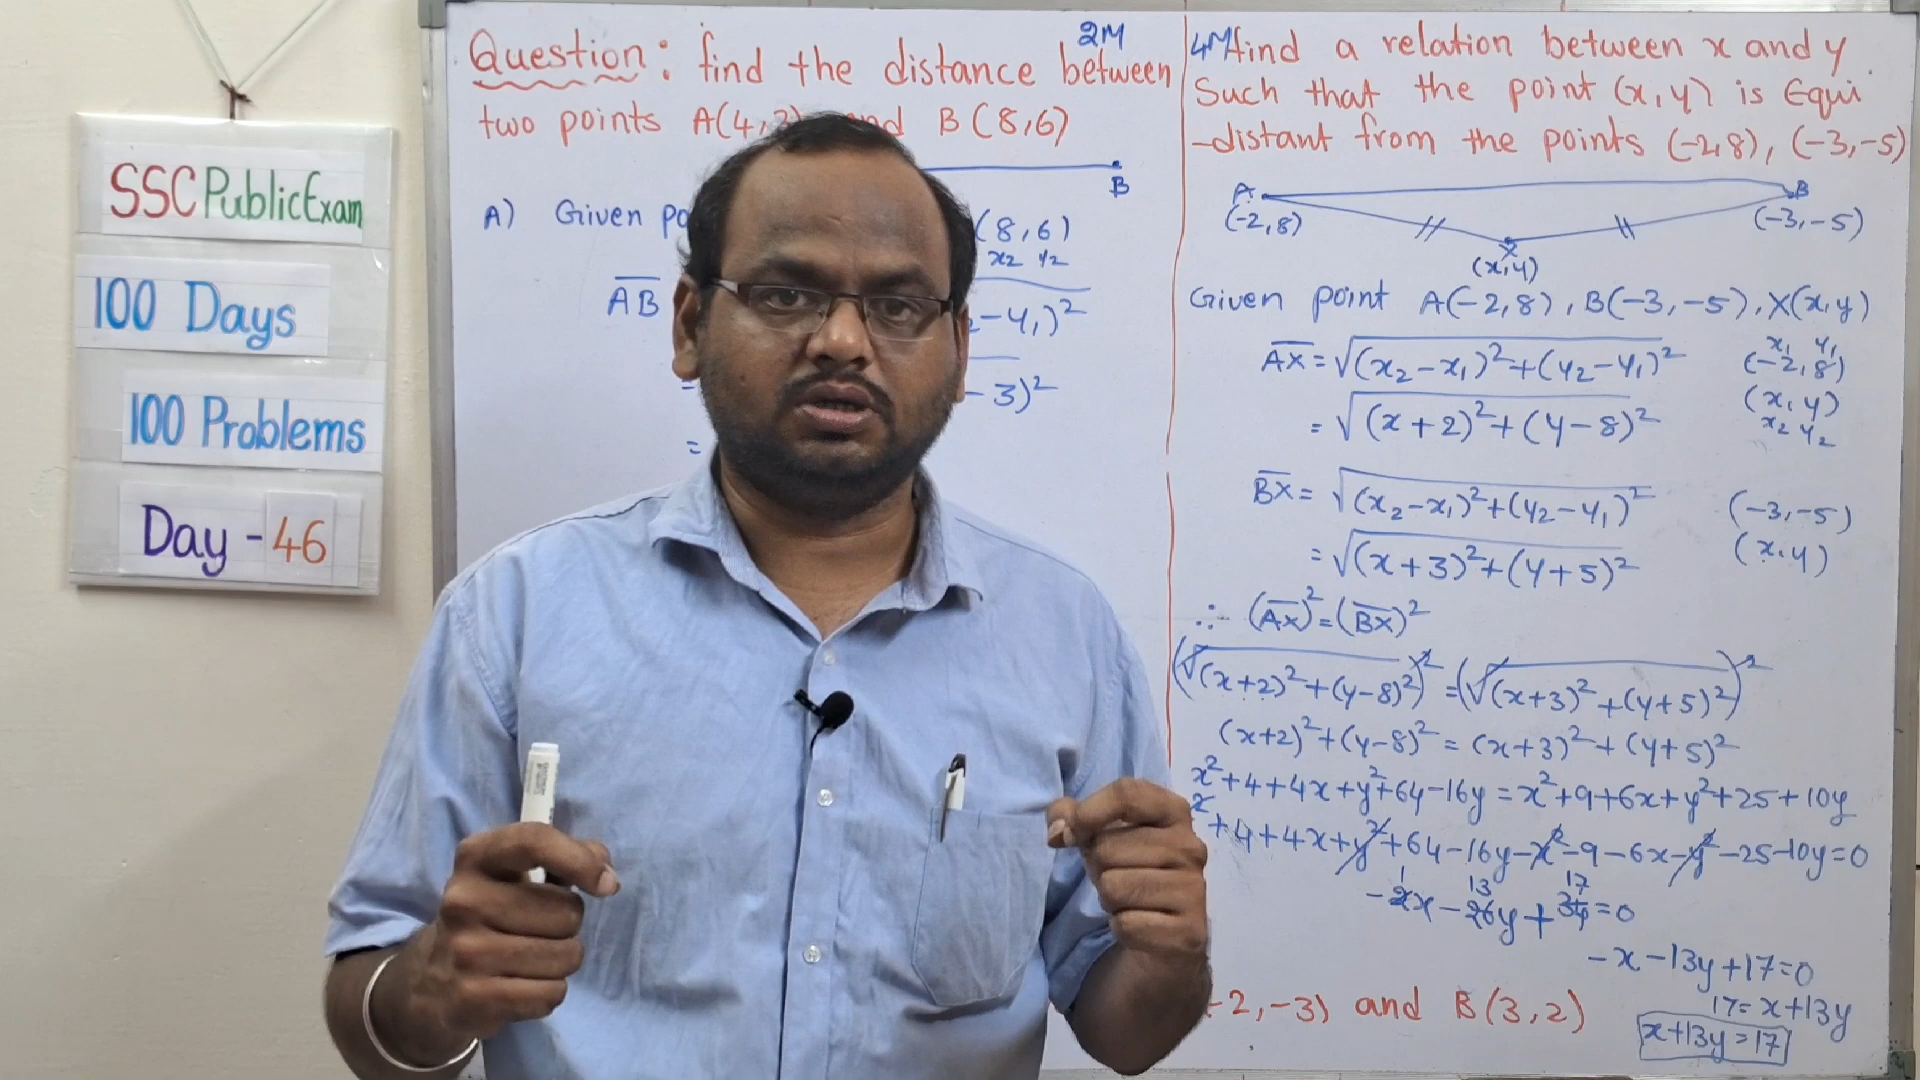 SSC Public Exam
100 Days
100 Problems
Day - 46
2M
Question: find the distance between
two points A(4, and B(8,6)
B
A) Given
(8,6)
x2 y2
AB
-y1)²
=
-3)²
=
4M find a relation between x and y
Such that the point (x,y) is Equi
-distant from the points (-2,8), (-3,-5)
A B
(-2,8) (-3,-5)
X
(x,y)
Given point A(-2,8), B(-3,-5), X(x,y)
AX = √(x2-x1)²+(y2-y1)²
x1 y1
(-2,8)
= √(x+2)²+(y-8)²
(x,y)
x2 y2
BX = √(x2-x1)²+(y2-y1)² (-3,-5)
= √(x+3)²+(y+5)² (x,y)
∴ (AX)²=(BX)²
(√(x+2)²+(y-8)²)² = (√(x+3)²+(y+5)²)²
(x+2)²+(y-8)² = (x+3)²+(y+5)²
x²+4+4x+y²+64-16y = x²+9+6x+y²+25+10y
x²+4+4x+y²+64-16y-x²-9-6x-y²-25-10y=0
1 13 17
-2x-26y+34=0
-x-13y+17=0
17=x+13y
x+13y=17
-2,-3) and B(3,2)